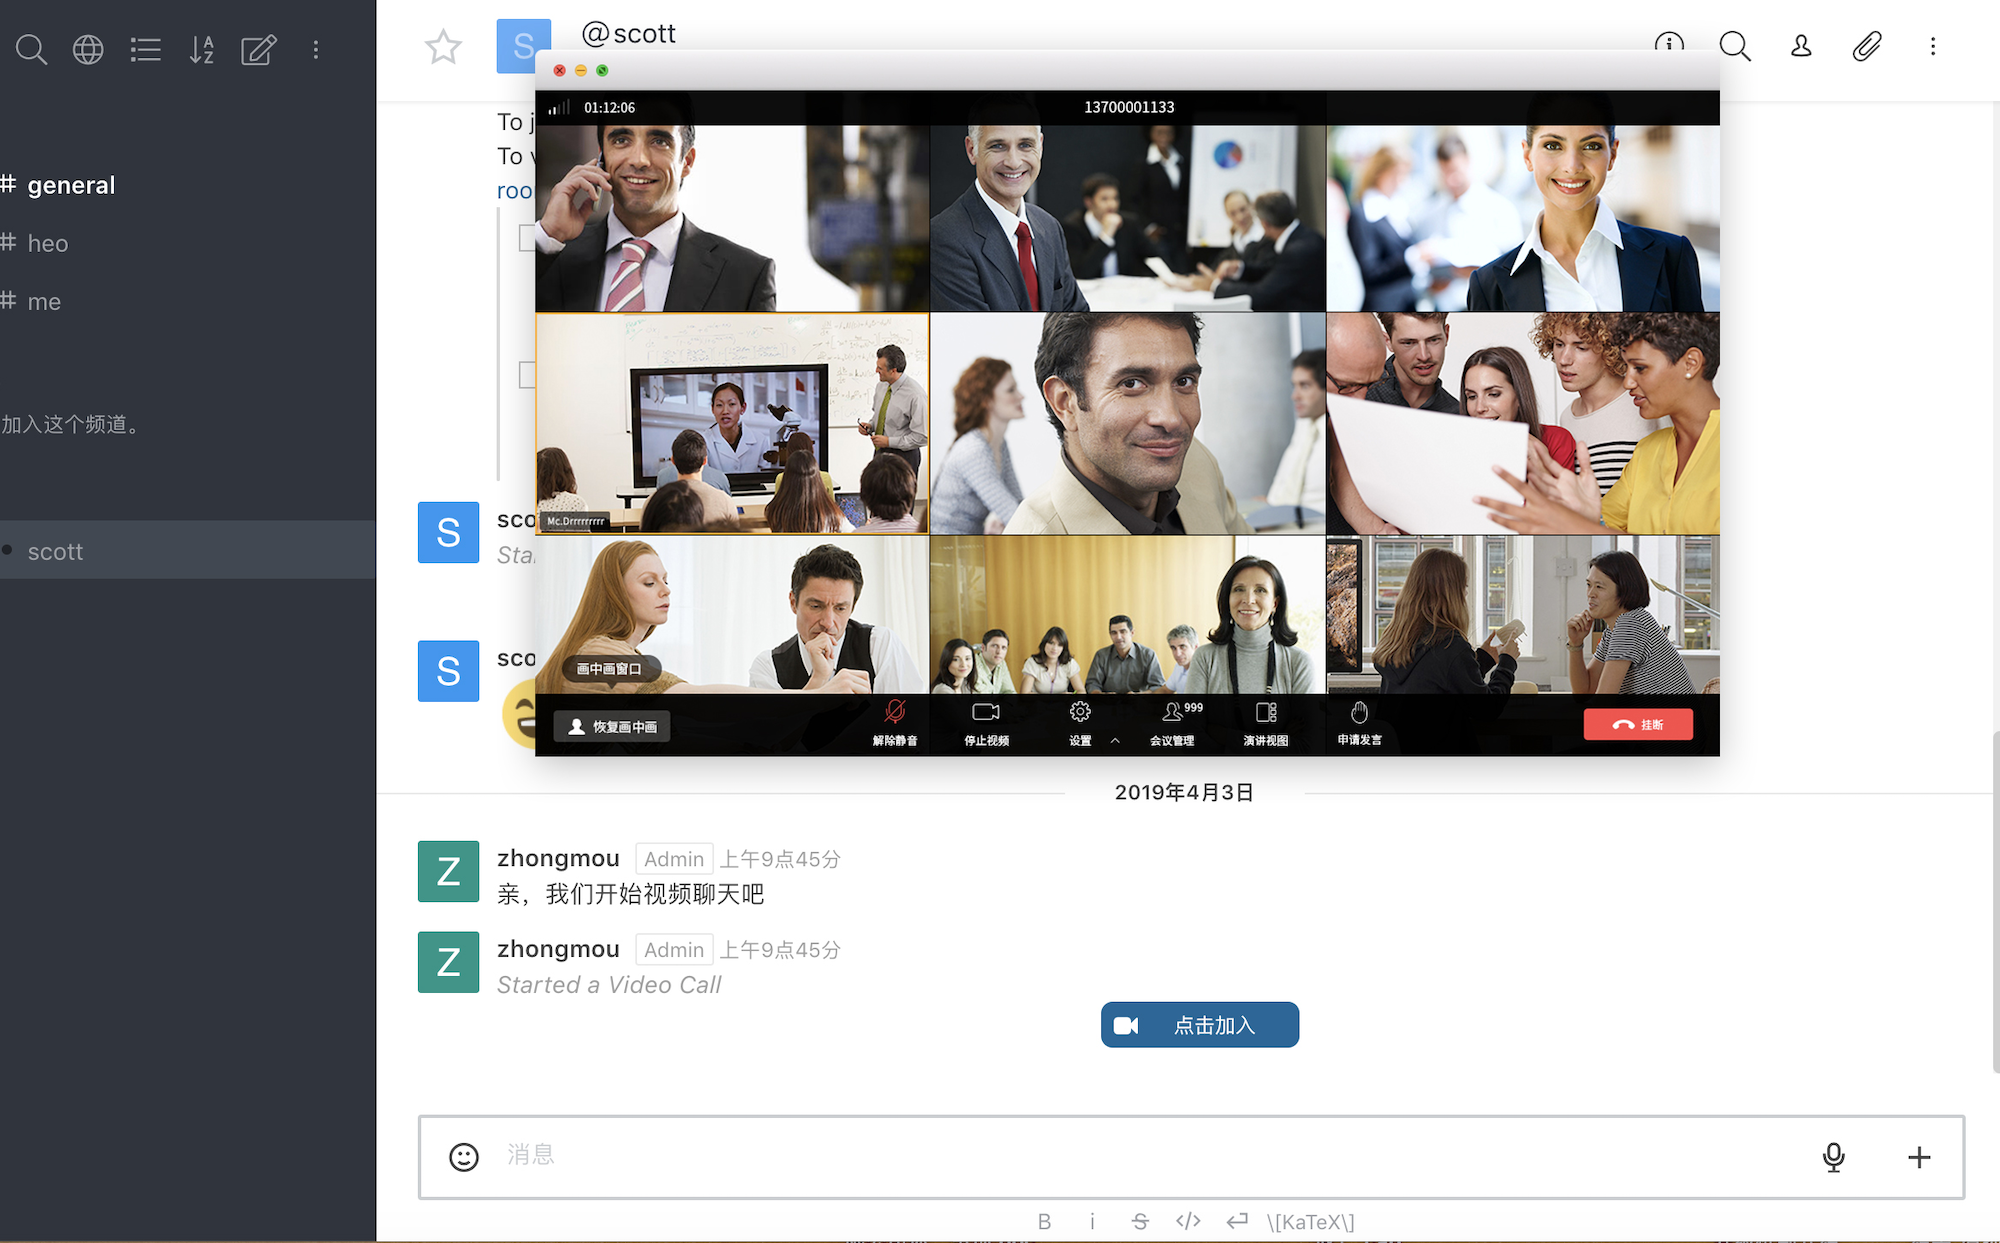 S
@scott
# general
# heo
# me
加入这个频道。
scott
To j
To
roo
01:12:06
13700001133
Mc.Drrrrrrrrr
画中画窗口
恢复画中画
解除静音
停止视频
设置
999
会议管理
演讲视图
申请发言
挂断
S
sco
Sta
S
sco
2019年4月3日
Z
zhongmou Admin 上午9点45分
亲，我们开始视频聊天吧
Z
zhongmou Admin 上午9点45分
Started a Video Call
点击加入
消息
B i S </> \[KaTeX\]